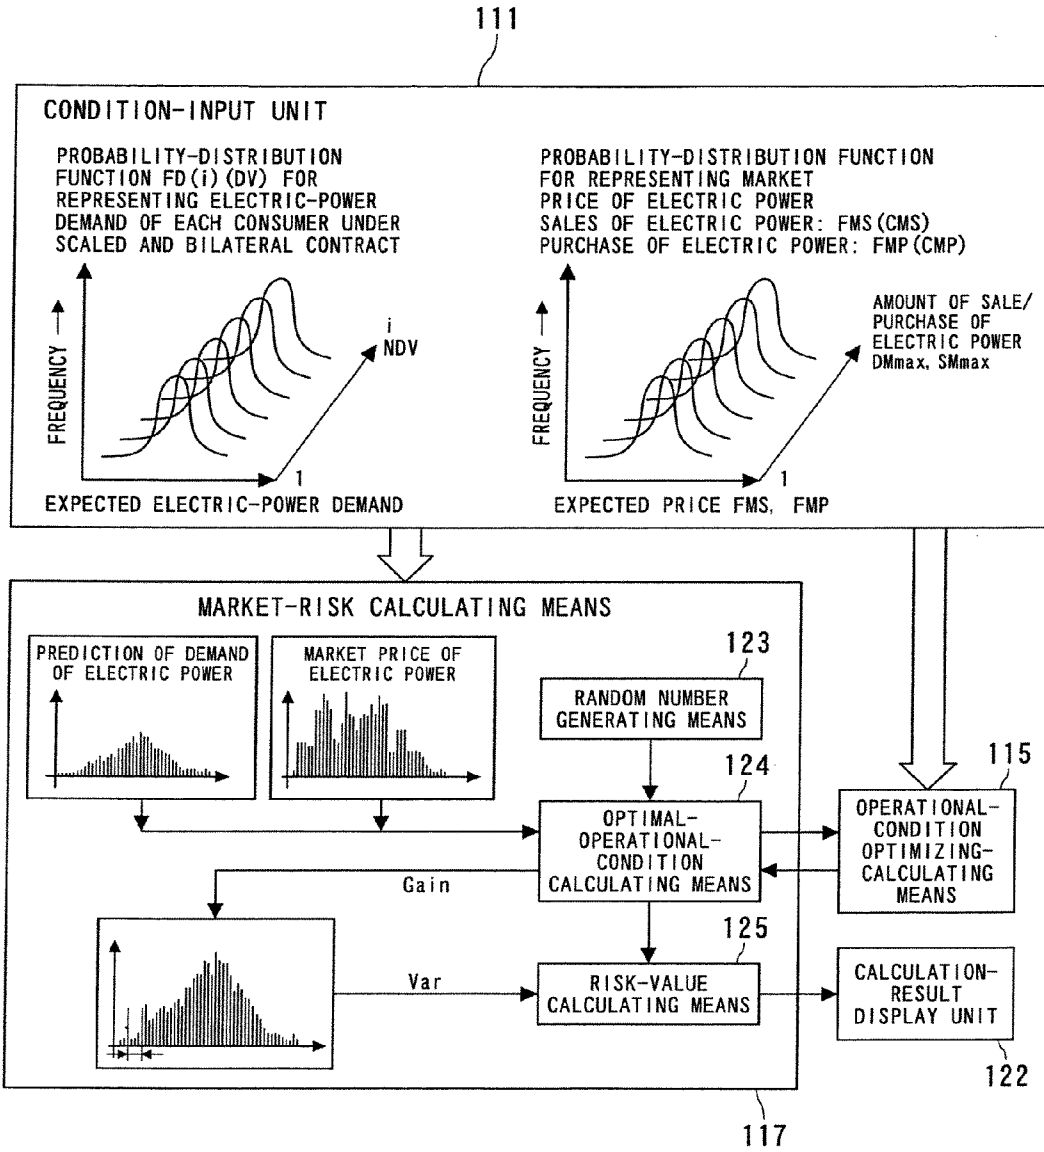 111
CONDITION-INPUT UNIT
PROBABILITY-DISTRIBUTION
FUNCTION FD(i)(DV) FOR
REPRESENTING ELECTRIC-POWER
DEMAND OF EACH CONSUMER UNDER
SCALED AND BILATERAL CONTRACT
FREQUENCY
i
NDV
1
EXPECTED ELECTRIC-POWER DEMAND
PROBABILITY-DISTRIBUTION FUNCTION
FOR REPRESENTING MARKET
PRICE OF ELECTRIC POWER
SALES OF ELECTRIC POWER: FMS(CMS)
PURCHASE OF ELECTRIC POWER: FMP(CMP)
FREQUENCY
AMOUNT OF SALE/
PURCHASE OF
ELECTRIC POWER
DMmax, SMmax
1
EXPECTED PRICE FMS, FMP
MARKET-RISK CALCULATING MEANS
PREDICTION OF DEMAND
OF ELECTRIC POWER
MARKET PRICE OF
ELECTRIC POWER
123
RANDOM NUMBER
GENERATING MEANS
124
OPTIMAL-
OPERATIONAL-
CONDITION
CALCULATING MEANS
115
OPERATIONAL-
CONDITION
OPTIMIZING-
CALCULATING
MEANS
Gain
Var
125
RISK-VALUE
CALCULATING MEANS
CALCULATION-
RESULT
DISPLAY UNIT
122
117